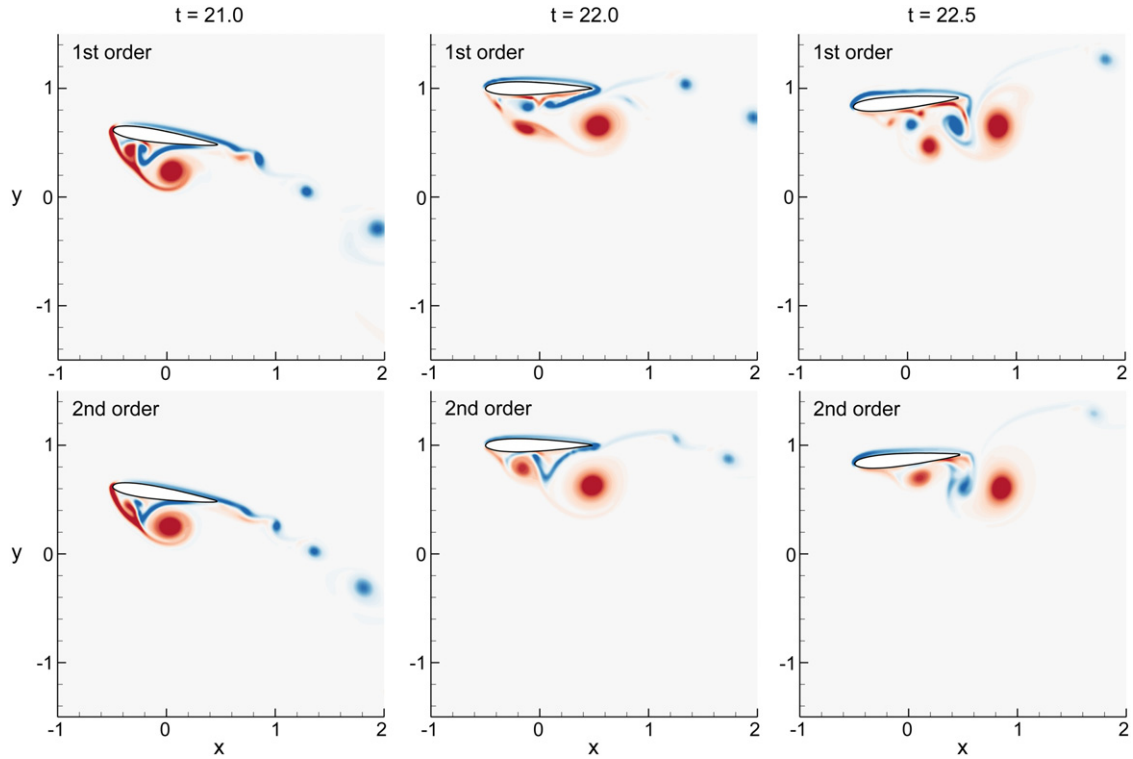 t = 21.0 t = 22.0 t = 22.5
1st order 1st order 1st order
1 1 1
y 0 0 0
-1 -1 -1
-1 0 1 2 -1 0 1 2 -1 0 1 2
2nd order 2nd order 2nd order
1 1 1
y 0 0 0
-1 -1 -1
-1 0 1 2 -1 0 1 2 -1 0 1 2
x x x